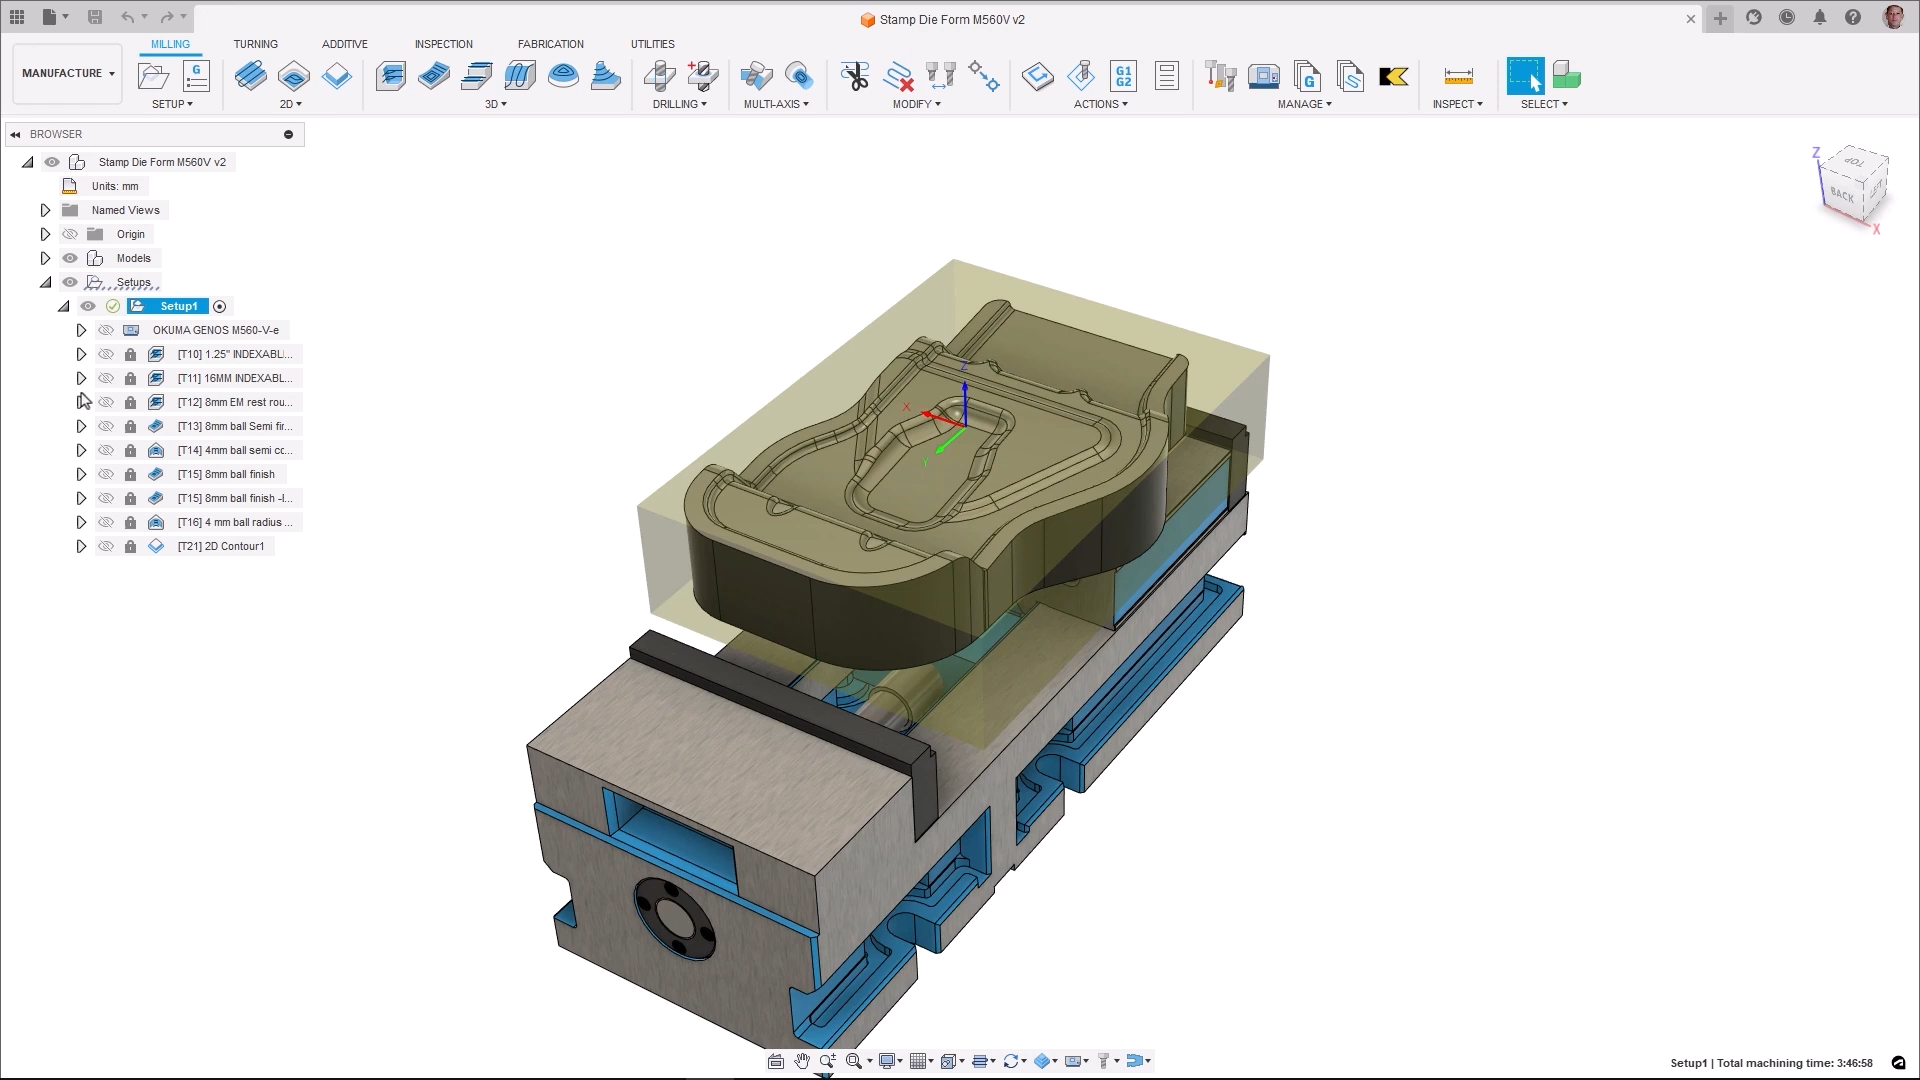 Stamp Die Form M560V v2
MILLING TURNING ADDITIVE INSPECTION FABRICATION UTILITIES
MANUFACTURE
G
G1
G2
G
SETUP 2D 3D DRILLING MULTI-AXIS MODIFY ACTIONS MANAGE INSPECT SELECT
BROWSER
Stamp Die Form M560V v2
Units: mm
Named Views
Origin
Models
Setups
Setup1
OKUMA GENOS M560-V-e
[T10] 1.25" INDEXABL...
[T11] 16MM INDEXABL...
[T12] 8mm EM rest rou...
[T13] 8mm ball Semi fir
[T14] 4mm ball semi cc...
[T15] 8mm ball finish
[T15] 8mm ball finish -l...
[T16] 4 mm ball radius ...
[T21] 2D Contour1
Z
TOP
BACK
LEFT
X
Z
X
Y
Setup1 | Total machining time: 3:46:58